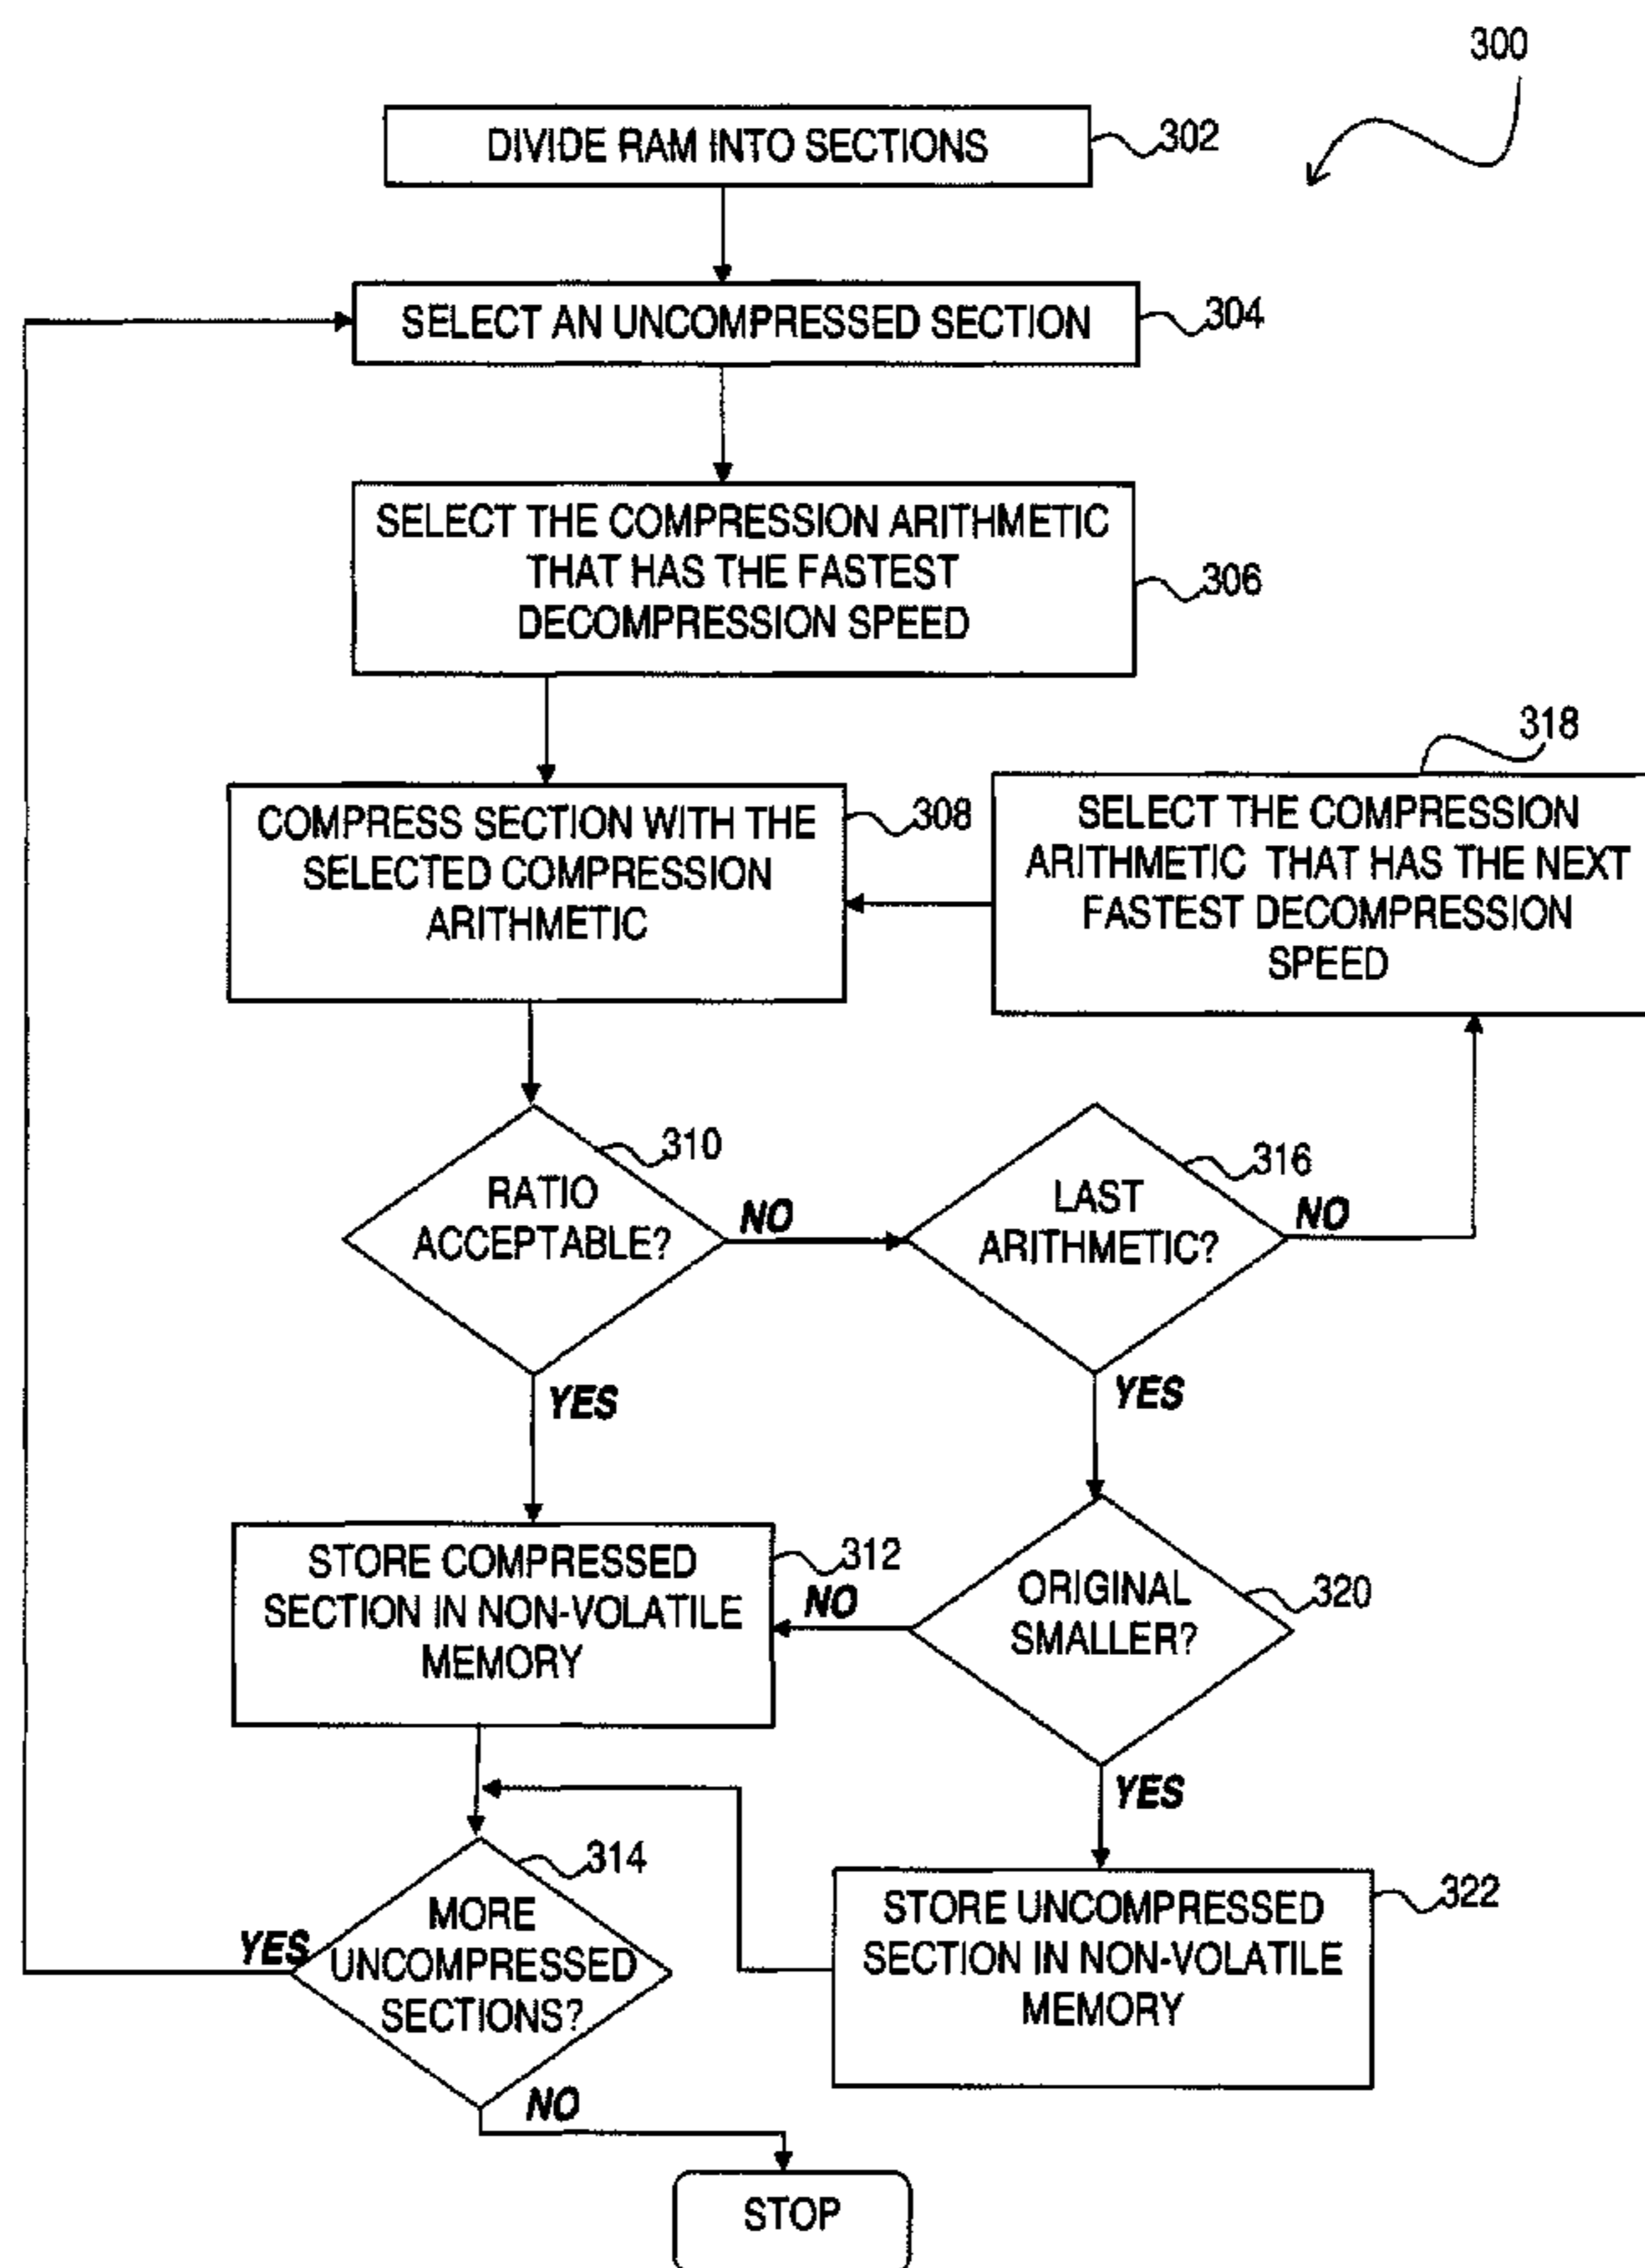 300
DIVIDE RAM INTO SECTIONS
302
SELECT AN UNCOMPRESSED SECTION
304
SELECT THE COMPRESSION ARITHMETIC
THAT HAS THE FASTEST
DECOMPRESSION SPEED
306
318
COMPRESS SECTION WITH THE
SELECTED COMPRESSION
ARITHMETIC
308
SELECT THE COMPRESSION
ARITHMETIC THAT HAS THE NEXT
FASTEST DECOMPRESSION
SPEED
310
RATIO
ACCEPTABLE?
NO
316
LAST
ARITHMETIC?
NO
YES
YES
STORE COMPRESSED
SECTION IN NON-VOLATILE
MEMORY
312
NO
ORIGINAL
SMALLER?
320
YES
314
MORE
UNCOMPRESSED
SECTIONS?
YES
STORE UNCOMPRESSED
SECTION IN NON-VOLATILE
MEMORY
322
NO
STOP